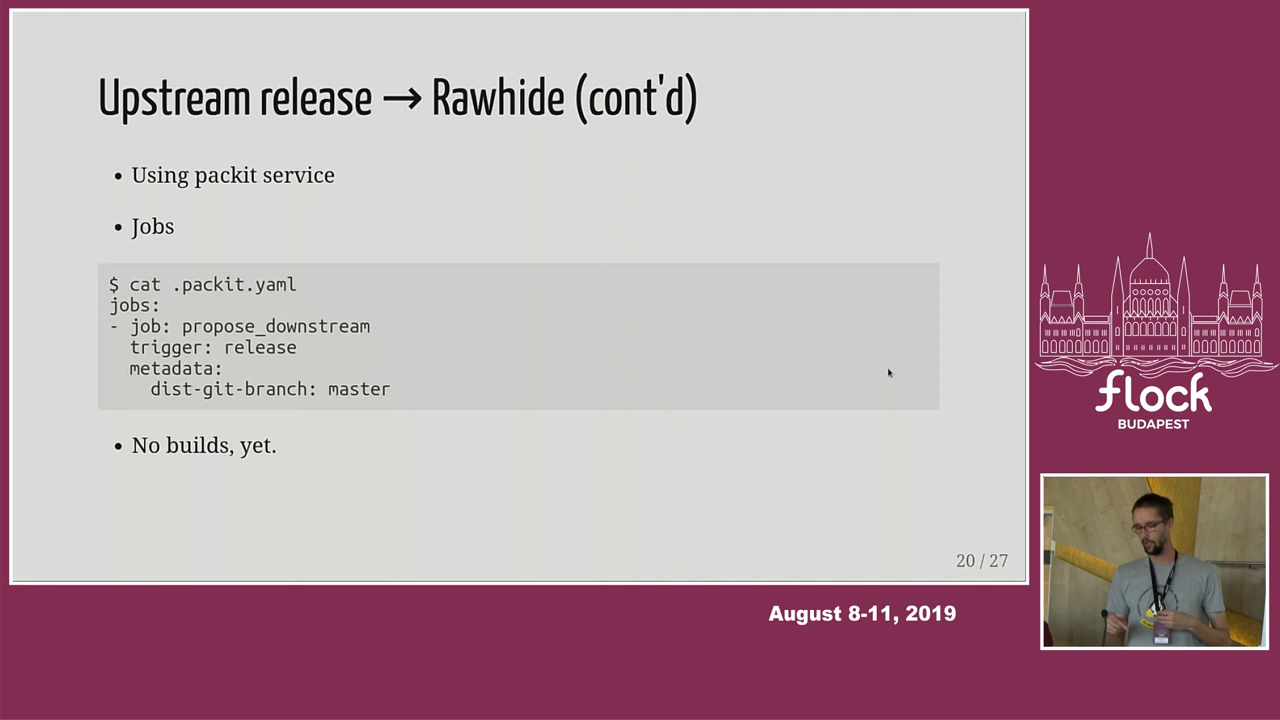 Upstream release → Rawhide (cont'd)
• Using packit service
• Jobs
$ cat .packit.yaml
jobs:
- job: propose_downstream
  trigger: release
  metadata:
    dist-git-branch: master
• No builds, yet.
20 / 27
flock
BUDAPEST
August 8-11, 2019